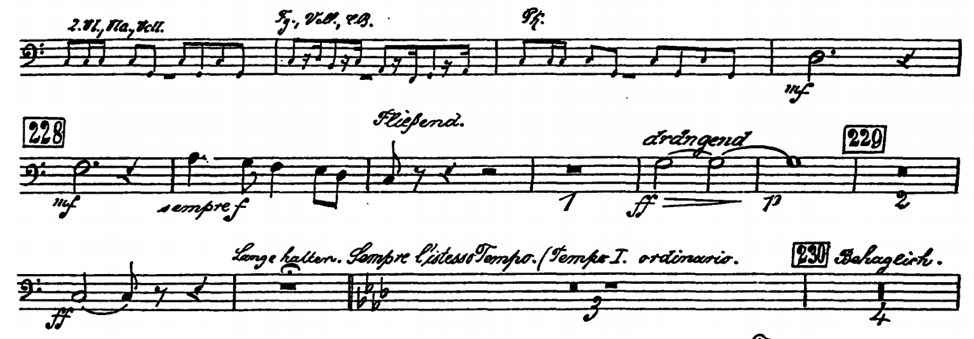 2.Vl., Vla, Vcll. Fg., Vcll., C.B. Pk.
mf
228 Fließend. drängend 229
mf sempre f 1 ff p 2
Lange halten. Sempre l'istesso Tempo. (Tempo I. ordinario. 230 Behaglich.
ff 3 4